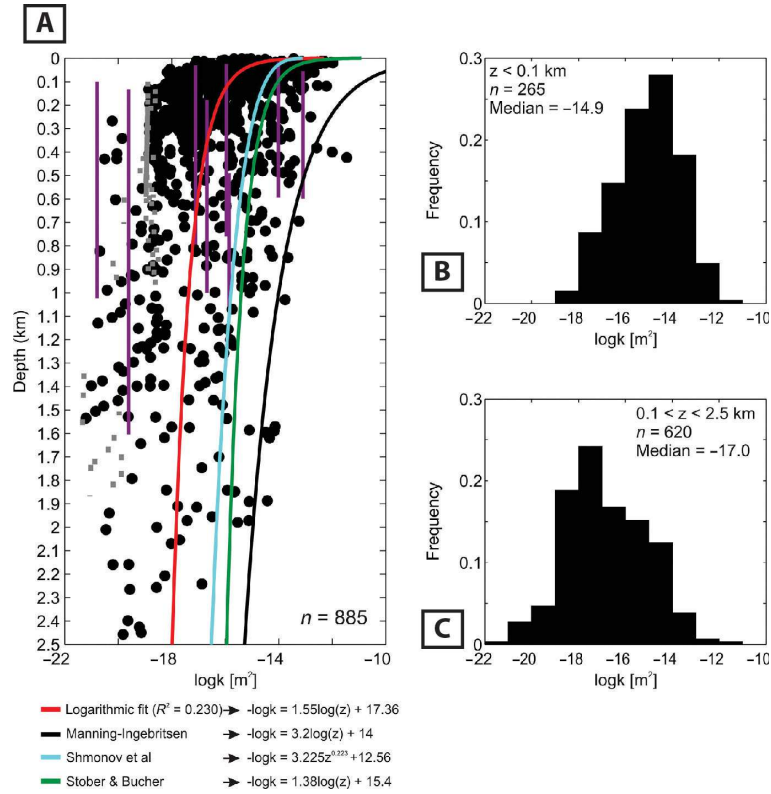 A
0
0.1
0.2
0.3
0.4
0.5
0.6
0.7
0.8
0.9
1
1.1
1.2
1.3
1.4
1.5
1.6
1.7
1.8
1.9
2
2.1
2.2
2.3
2.4
2.5
Depth (km)
n = 885
−22 −18 −14 −10
logk [m²]
Logarithmic fit (R² = 0.230) → -logk = 1.55log(z) + 17.36
Manning-Ingebritsen → -logk = 3.2log(z) + 14
Shmonov et al → -logk = 3.225z^0.223 +12.56
Stober & Bucher → -logk = 1.38log(z) + 15.4
B
z < 0.1 km
n = 265
Median = −14.9
0.3
0.2
0.1
0
Frequency
−22 −20 −18 −16 −14 −12 −10
logk [m²]
C
0.1 < z < 2.5 km
n = 620
Median = −17.0
0.3
0.2
0.1
0
Frequency
−22 −20 −18 −16 −14 −12 −10
logk [m²]